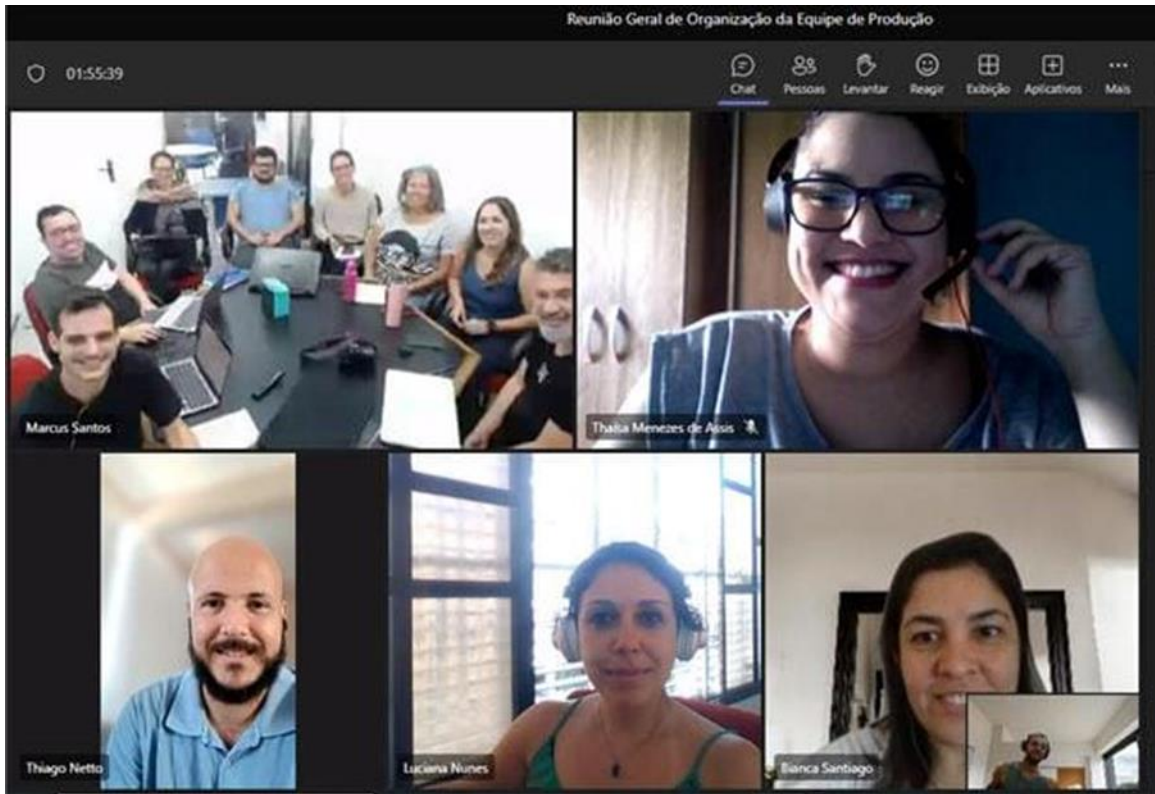 Reunião Geral de Organização da Equipe de Produção
01:55:39
Chat
Pessoas
Levantar
Reagir
Exibição
Aplicativos
Mais
Marcus Santos
Thaísa Menezes de Assis
Thiago Netto
Luciana Nunes
Bianca Santiago